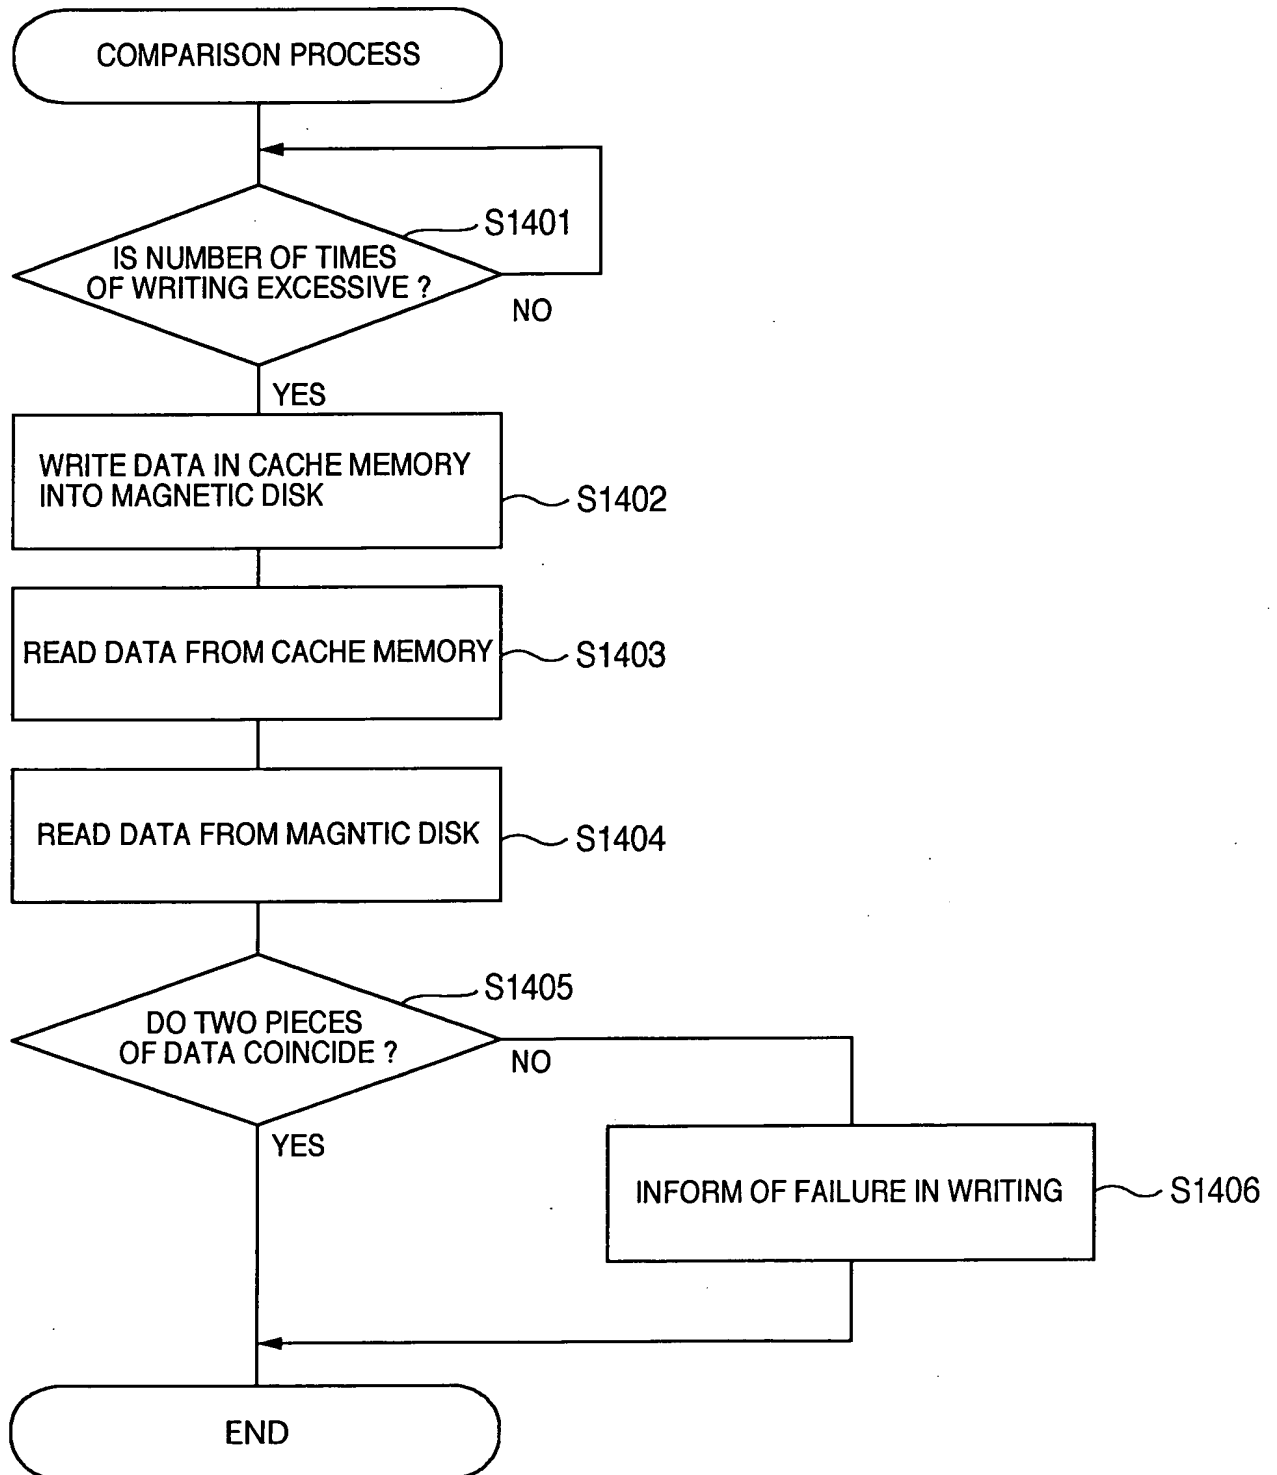 COMPARISON PROCESS
S1401
IS NUMBER OF TIMES
OF WRITING EXCESSIVE ?
NO
YES
WRITE DATA IN CACHE MEMORY
INTO MAGNETIC DISK
S1402
READ DATA FROM CACHE MEMORY
S1403
READ DATA FROM MAGNTIC DISK
S1404
S1405
DO TWO PIECES
OF DATA COINCIDE ?
NO
YES
INFORM OF FAILURE IN WRITING
S1406
END